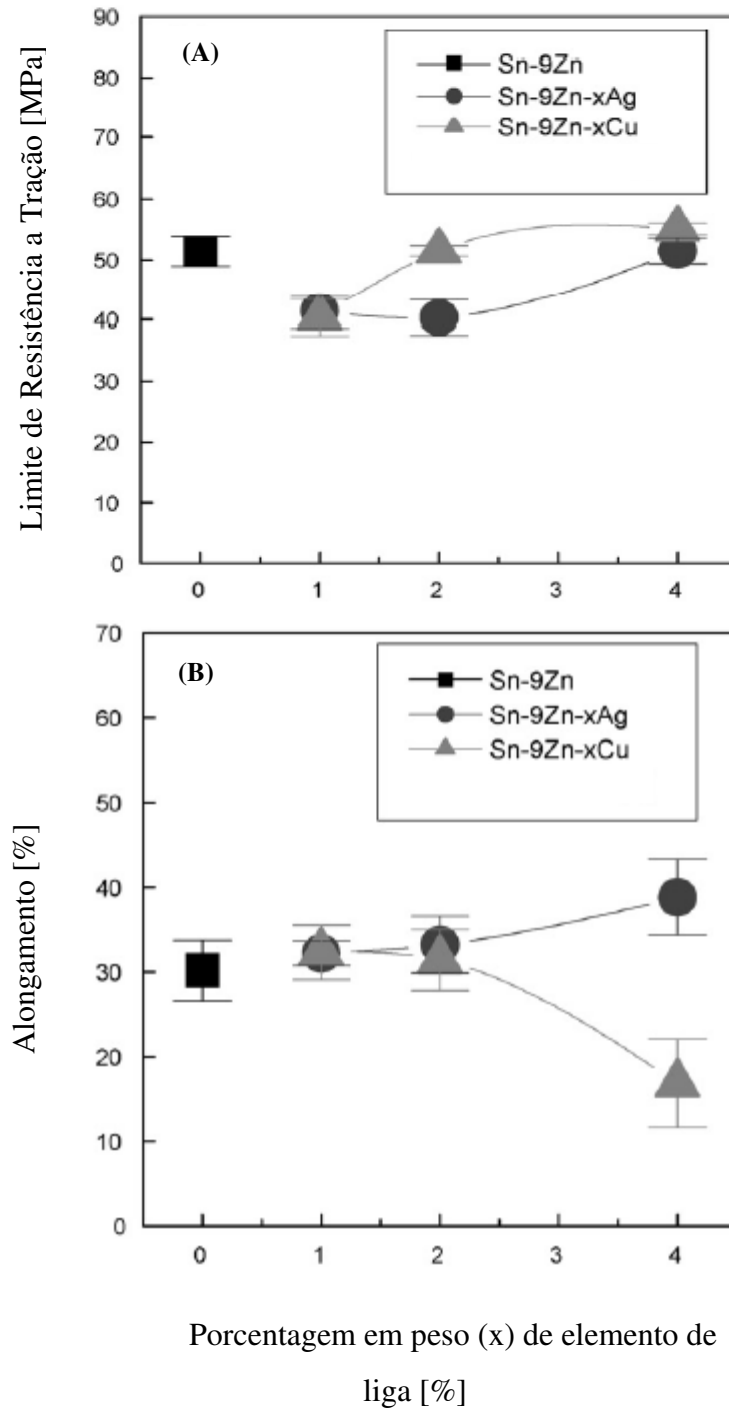 90
(A)
Sn-9Zn
80
Sn-9Zn-xAg
70
Sn-9Zn-xCu
60
50
40
30
20
10
0
0 1 2 3 4
Limite de Resistência a Tração [MPa]
70
(B)
Sn-9Zn
60
Sn-9Zn-xAg
Sn-9Zn-xCu
50
40
30
20
10
0
0 1 2 3 4
Alongamento [%]
Porcentagem em peso (x) de elemento de
liga [%]